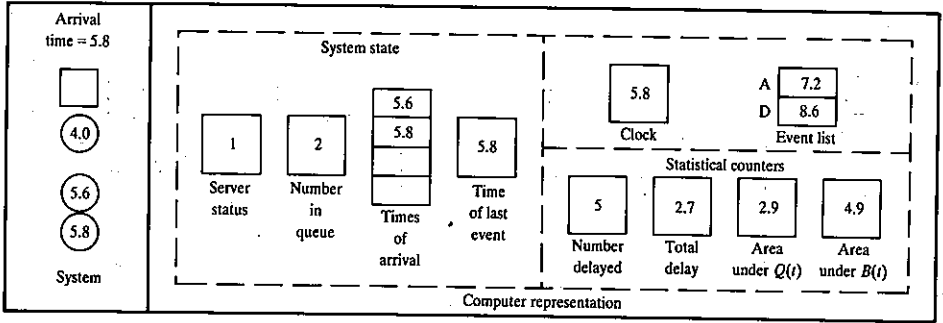 Arrival
time = 5.8
4.0
5.6
5.8
System
System state
1
Server
status
2
Number
in
queue
5.6
5.8
Times
of
arrival
5.8
Time
of last
event
5.8
Clock
A 7.2
D 8.6
Event list
Statistical counters
5
Number
delayed
2.7
Total
delay
2.9
Area
under Q(t)
4.9
Area
under B(t)
Computer representation